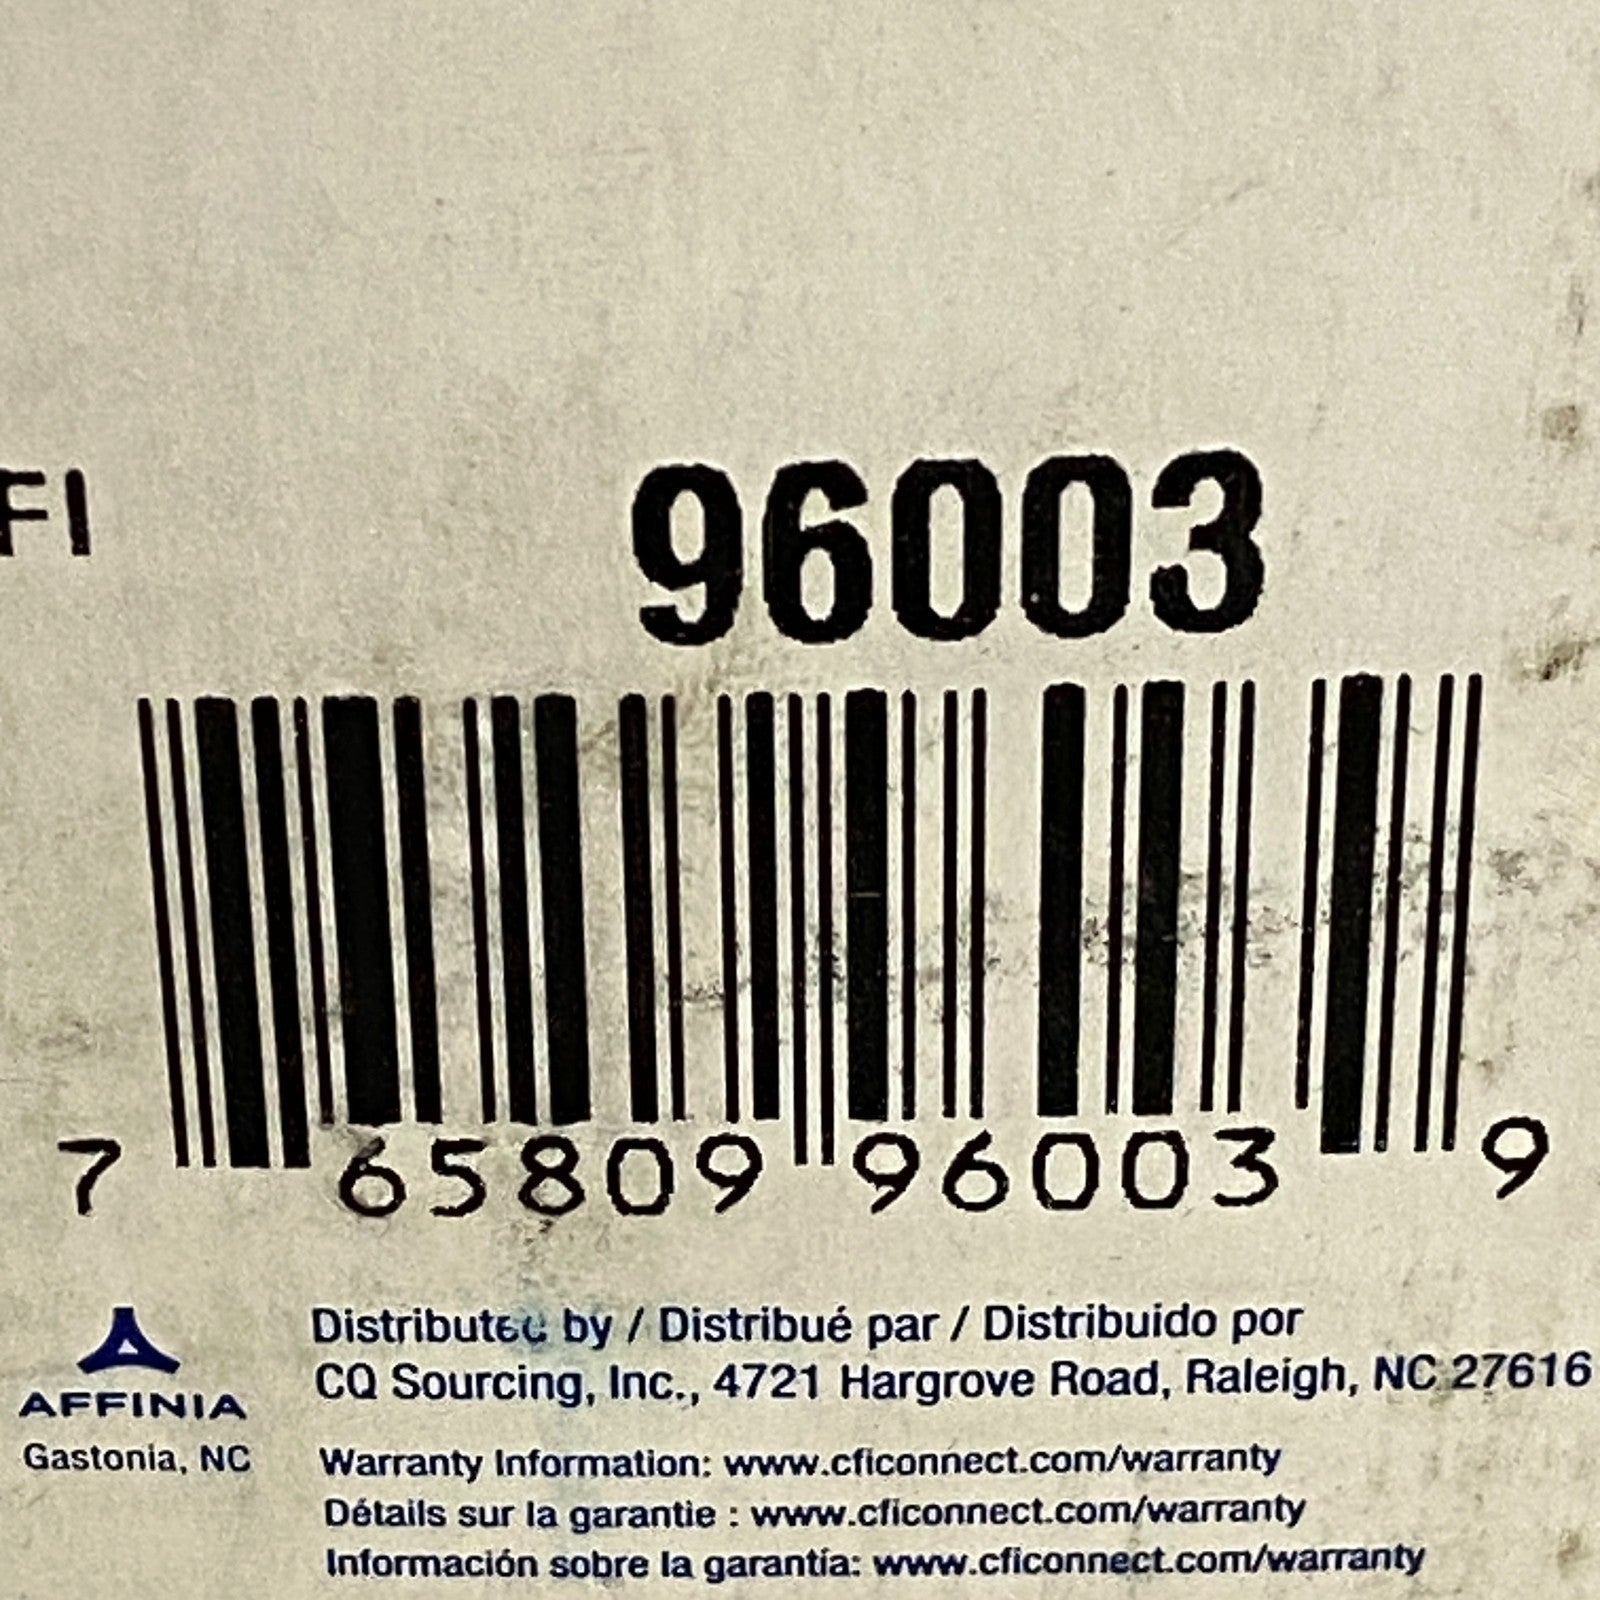 FI 96003
7 65809 96003 9
AFFINIA
Gastonia, NC
Distributed by / Distribué par / Distribuido por
CQ Sourcing, Inc., 4721 Hargrove Road, Raleigh, NC 27616
Warranty Information: www.cficonnect.com/warranty
Détails sur la garantie : www.cficonnect.com/warranty
Información sobre la garantía: www.cficonnect.com/warranty